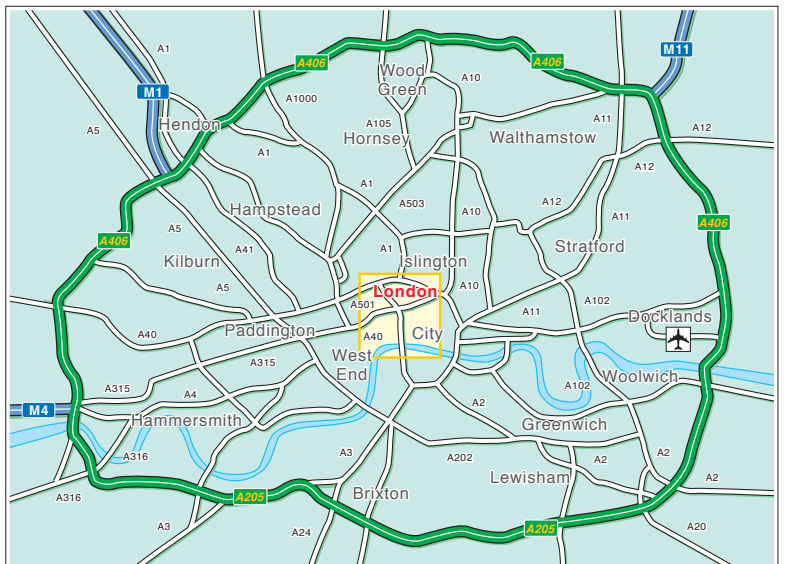 A1
M11
A406
Wood
Green
A406
A10
M1
A1000
A5
Hendon
A105
Hornsey
A11
Walthamstow
A12
A1
A12
A1
A503
Hampstead
A10
A11
A406
A5
A406
A41
A1
Stratford
Kilburn
Islington
A5
London
A10
A501
A102
A11
Docklands
A40
Paddington
A40
City
West
End
A315
Woolwich
A315
A4
A102
M4
A2
Hammersmith
Greenwich
A316
A3
A202
A2
A2
Lewisham
A2
A316
A205
Brixton
A3
A24
A205
A20